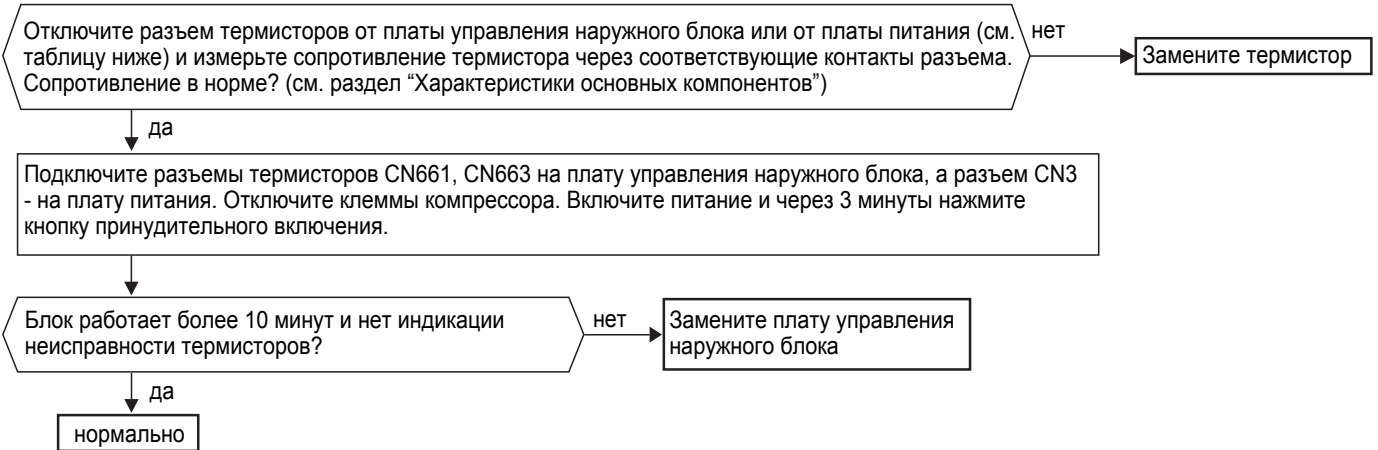 Отключите разъем термисторов от платы управления наружного блока или от платы питания (см.
таблицу ниже) и измерьте сопротивление термистора через соответствующие контакты разъема.
Сопротивление в норме? (см. раздел “Характеристики основных компонентов”)
нет
Замените термистор
да
Подключите разъемы термисторов CN661, CN663 на плату управления наружного блока, а разъем CN3
- на плату питания. Отключите клеммы компрессора. Включите питание и через 3 минуты нажмите
кнопку принудительного включения.
Блок работает более 10 минут и нет индикации
неисправности термисторов?
нет
Замените плату управления
наружного блока
да
нормально